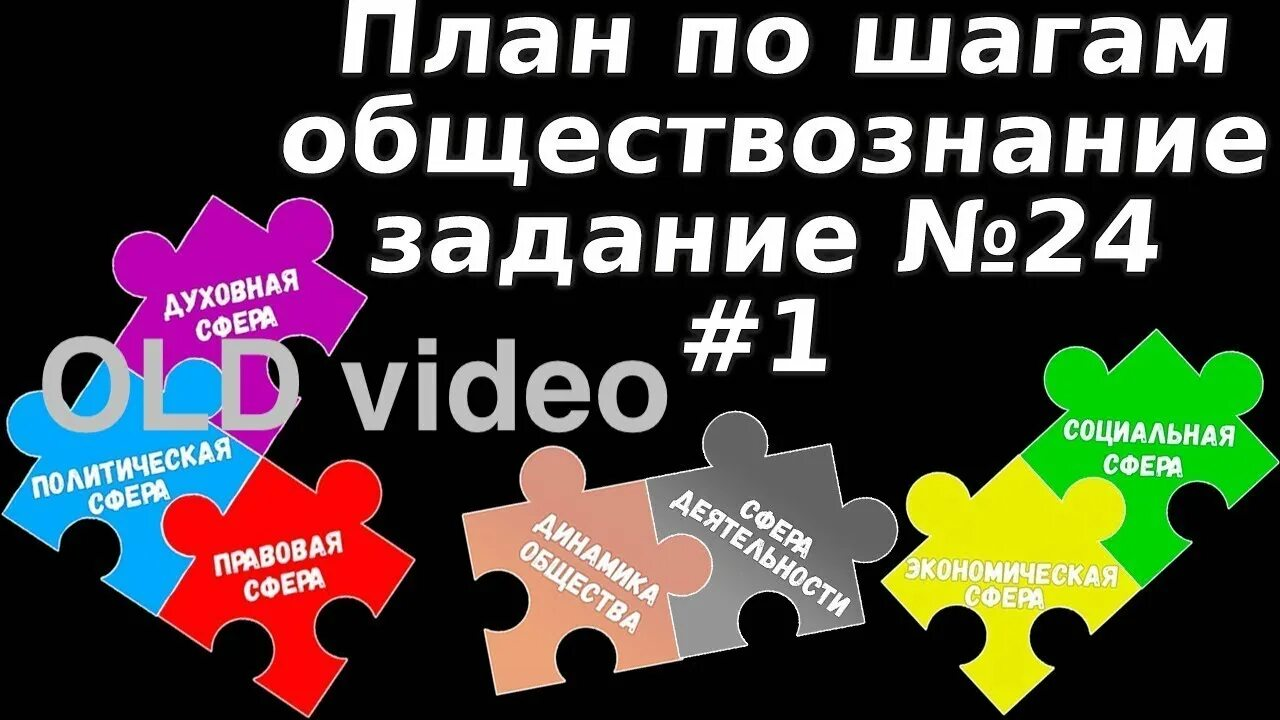 План по шагам
обществознание
задание №24
#1
ДУХОВНАЯ
СФЕРА
OLD video
ПОЛИТИЧЕСКАЯ
СФЕРА
ПРАВОВАЯ
СФЕРА
ДИНАМИКА
ОБЩЕСТВА
СФЕРА
ДЕЯТЕЛЬНОСТИ
СОЦИАЛЬНАЯ
СФЕРА
ЭКОНОМИЧЕСКАЯ
СФЕРА